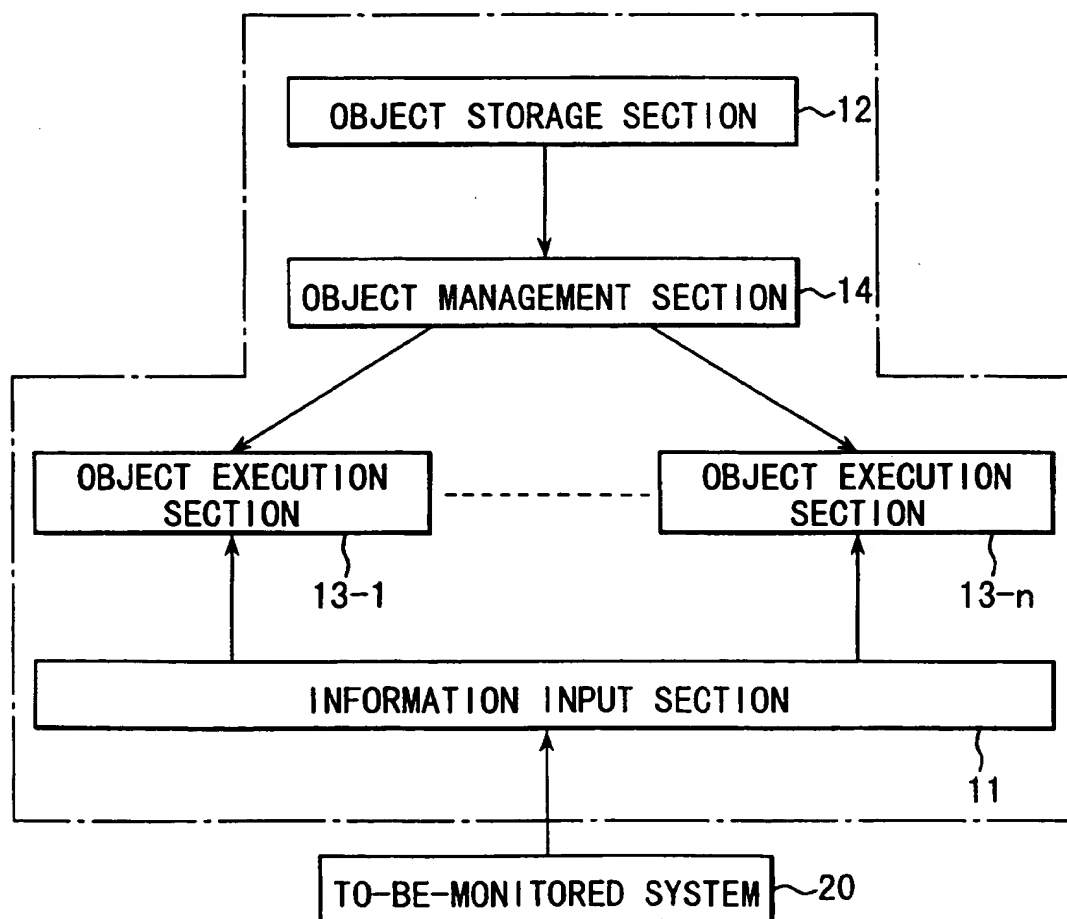 OBJECT STORAGE SECTION 12
OBJECT MANAGEMENT SECTION 14
OBJECT EXECUTION
SECTION
13-1
OBJECT EXECUTION
SECTION
13-n
INFORMATION INPUT SECTION
11
TO-BE-MONITORED SYSTEM 20